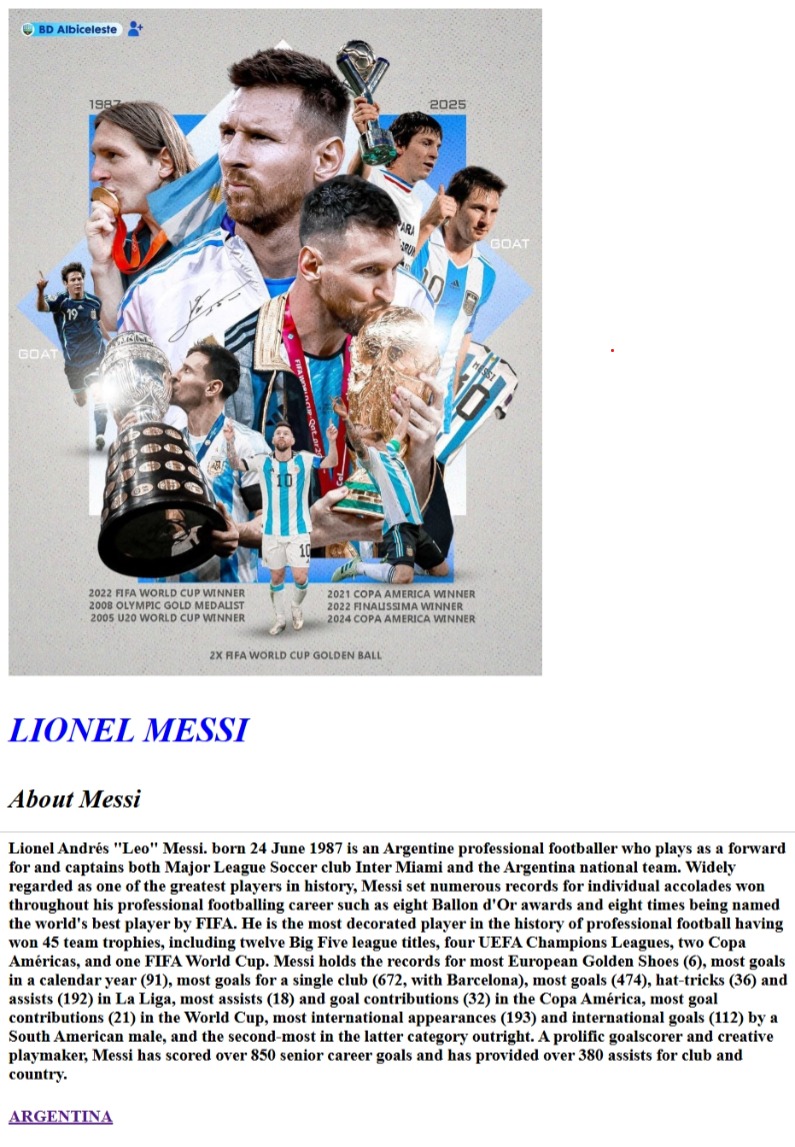 BD Albiceleste
1987
2025
GOAT
19
10
GOAT
MESSI
10
10
2022 FIFA WORLD CUP WINNER
2008 OLYMPIC GOLD MEDALIST
2005 U20 WORLD CUP WINNER
2021 COPA AMERICA WINNER
2022 FINALISSIMA WINNER
2024 COPA AMERICA WINNER
2X FIFA WORLD CUP GOLDEN BALL
LIONEL MESSI
About Messi
Lionel Andrés "Leo" Messi. born 24 June 1987 is an Argentine professional footballer who plays as a forward
for and captains both Major League Soccer club Inter Miami and the Argentina national team. Widely
regarded as one of the greatest players in history, Messi set numerous records for individual accolades won
throughout his professional footballing career such as eight Ballon d'Or awards and eight times being named
the world's best player by FIFA. He is the most decorated player in the history of professional football having
won 45 team trophies, including twelve Big Five league titles, four UEFA Champions Leagues, two Copa
Américas, and one FIFA World Cup. Messi holds the records for most European Golden Shoes (6), most goals
in a calendar year (91), most goals for a single club (672, with Barcelona), most goals (474), hat-tricks (36) and
assists (192) in La Liga, most assists (18) and goal contributions (32) in the Copa América, most goal
contributions (21) in the World Cup, most international appearances (193) and international goals (112) by a
South American male, and the second-most in the latter category outright. A prolific goalscorer and creative
playmaker, Messi has scored over 850 senior career goals and has provided over 380 assists for club and
country.
ARGENTINA